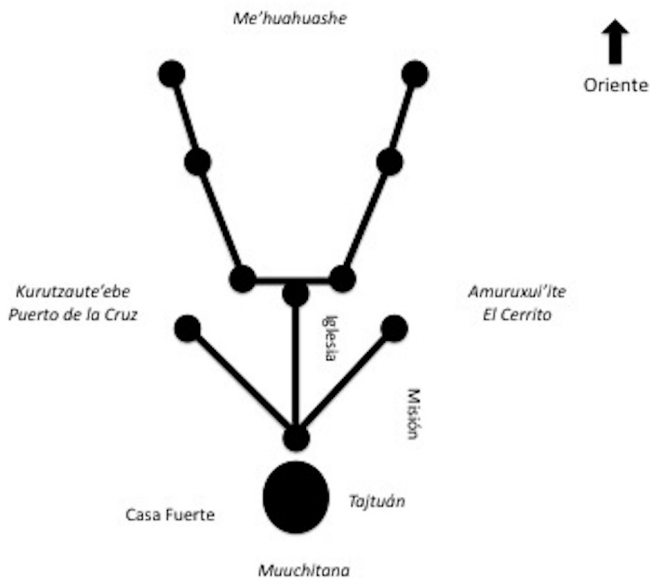 Me'huahuashe
Oriente
Kurutzaute'ebe
Puerto de la Cruz
Amuruxui'ite
El Cerrito
Iglesia
Misión
Casa Fuerte
Tajtuán
Muuchitana